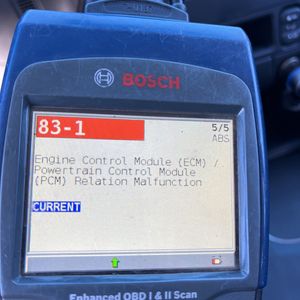 BOSCH
83-1
5/5
ABS
Engine Control Module (ECM) /
Powertrain Control Module
(PCM) Relation Malfunction
CURRENT
Enhanced OBD I & II Scan